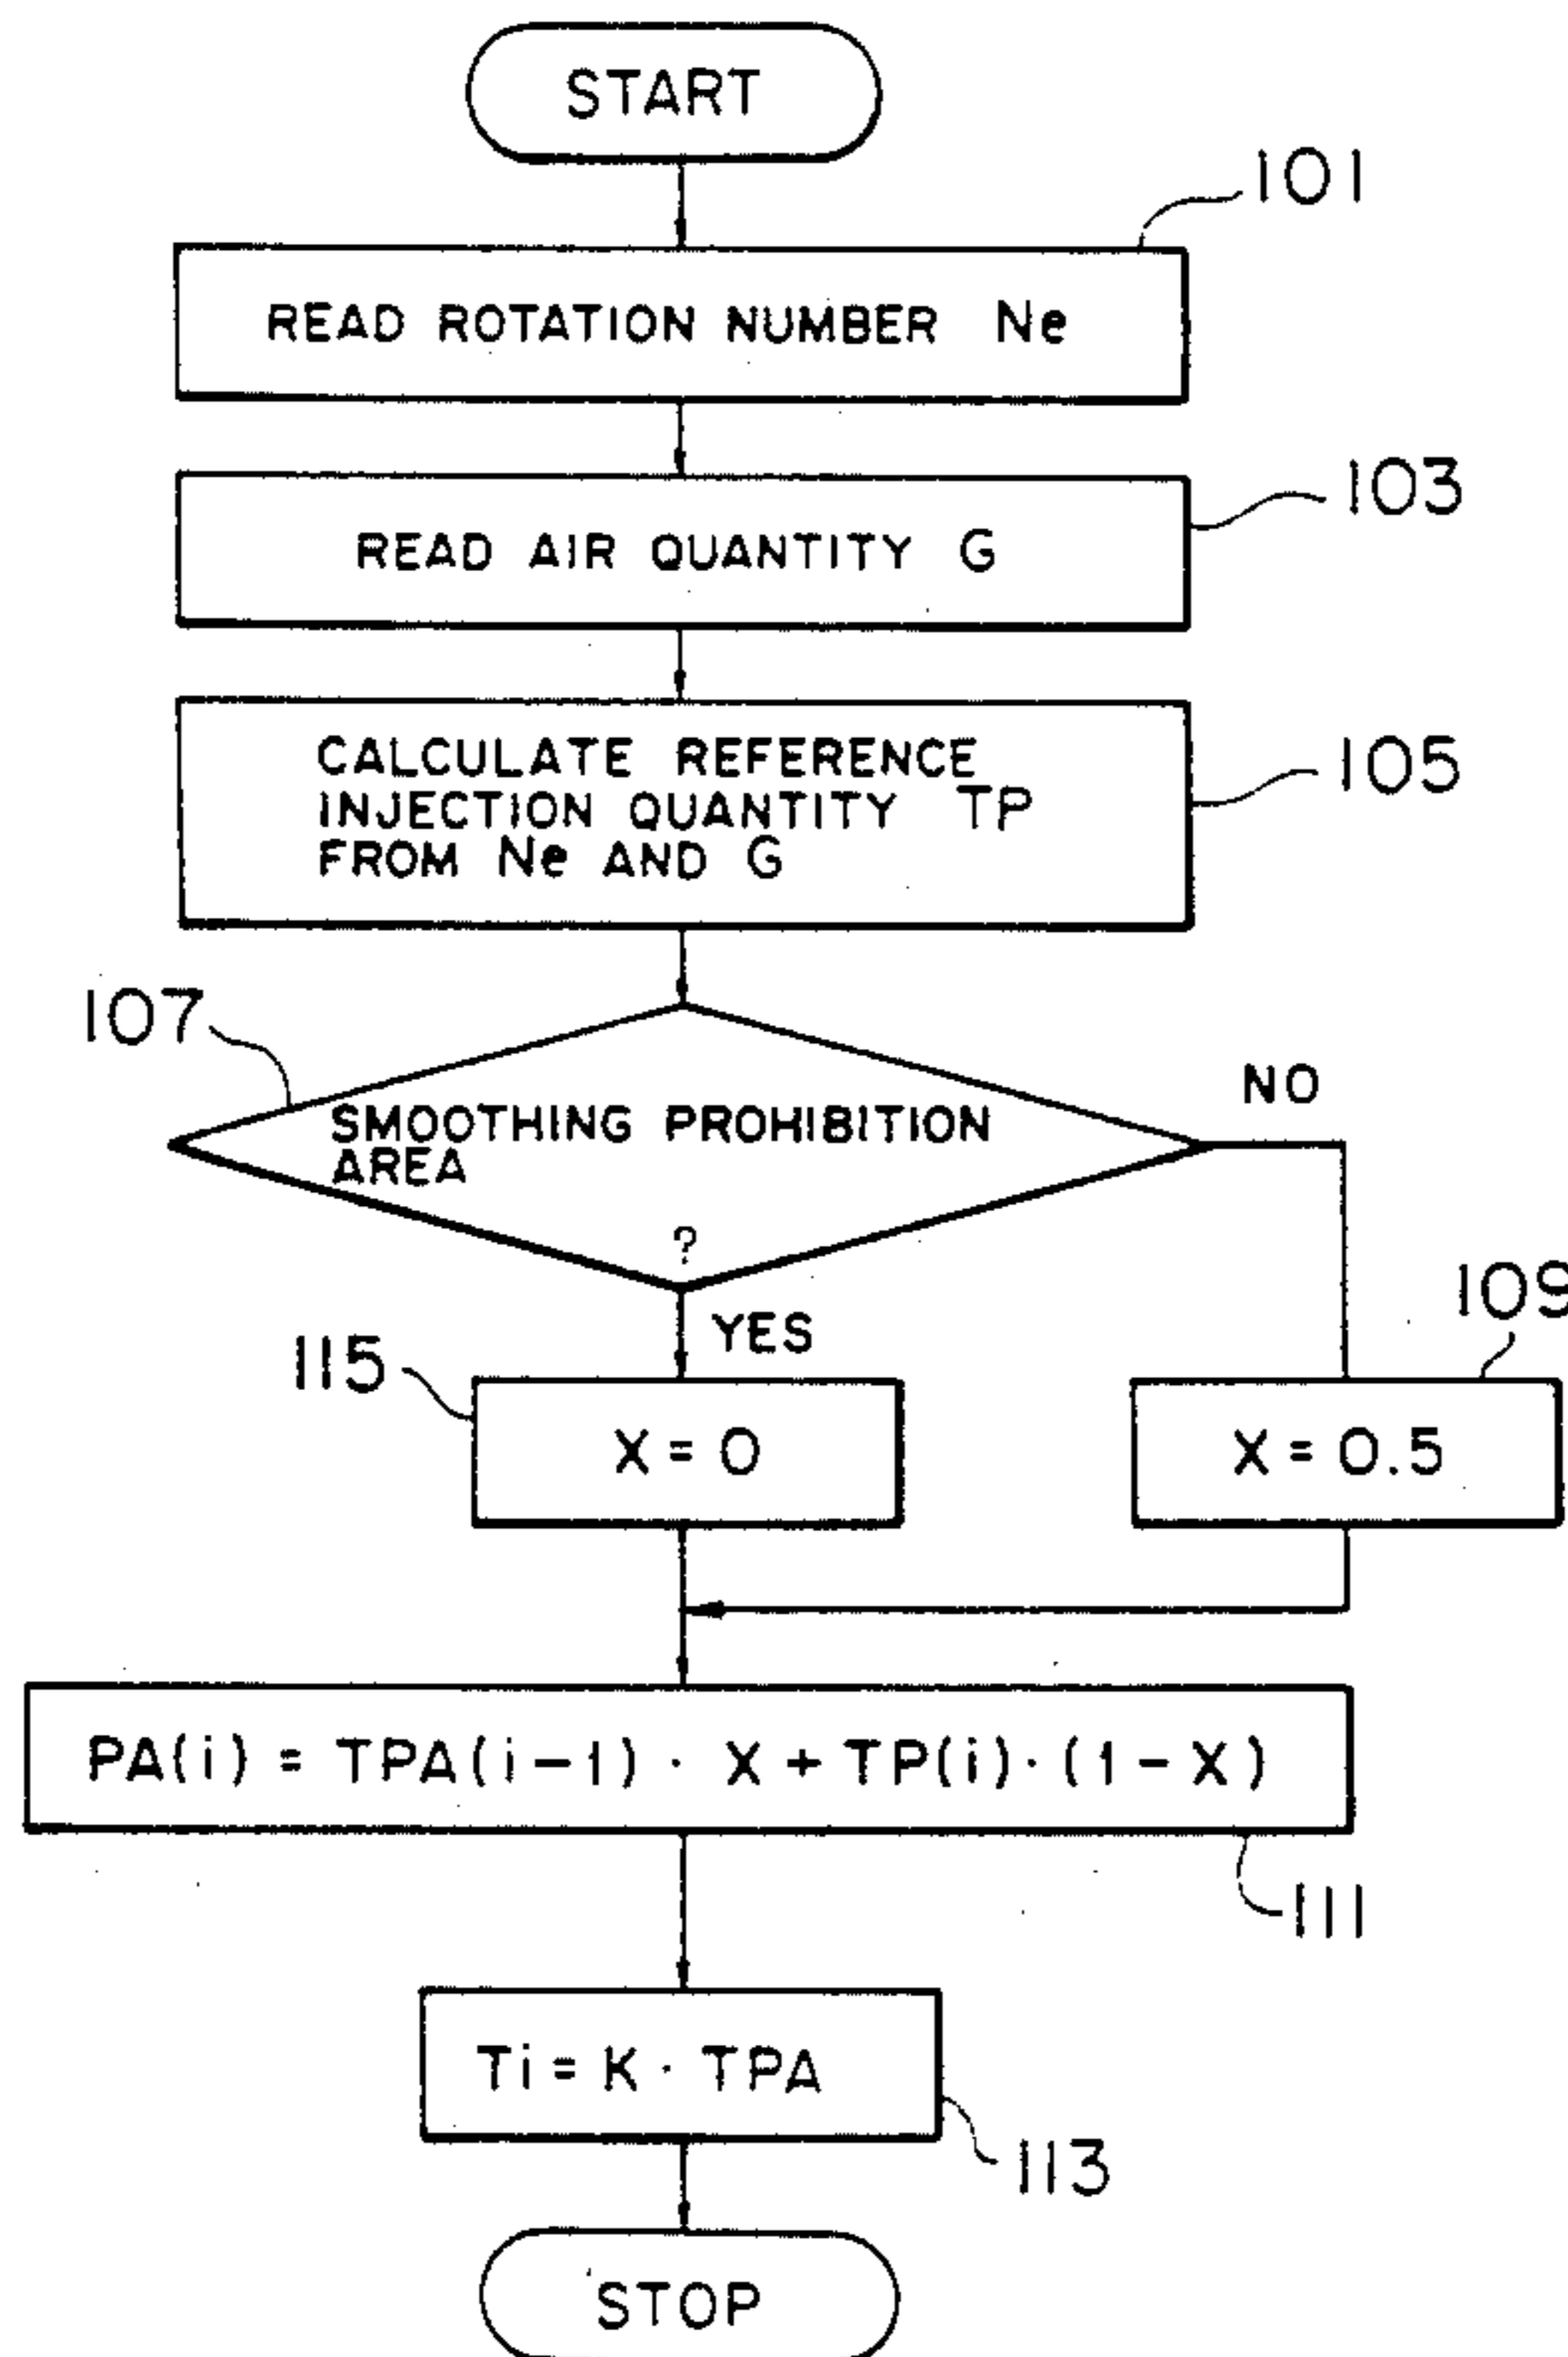 START
101
READ ROTATION NUMBER Ne
103
READ AIR QUANTITY G
105
CALCULATE REFERENCE
INJECTION QUANTITY TP
FROM Ne AND G
107
NO
SMOOTHING PROHIBITION
AREA
?
109
YES
115
X = 0
X = 0.5
PA(i) = TPA(i-1) · X + TP(i) · (1-X)
111
Ti = K · TPA
113
STOP